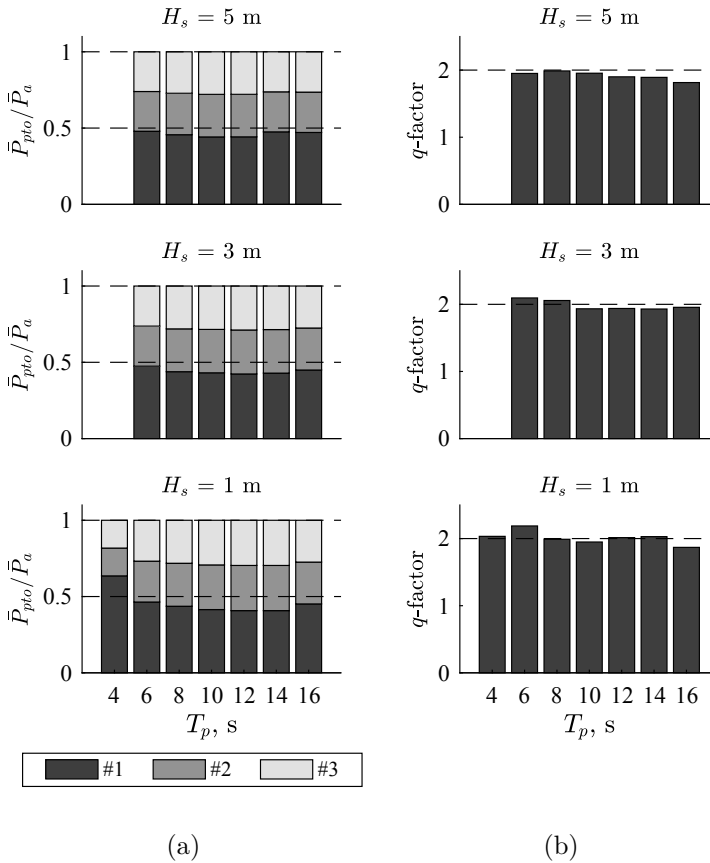 H_s = 5 m
1
0.5
0
P̄_pto/P̄_a
H_s = 5 m
2
1
0
q-factor
H_s = 3 m
1
0.5
0
P̄_pto/P̄_a
H_s = 3 m
2
1
0
q-factor
H_s = 1 m
1
0.5
0
P̄_pto/P̄_a
4 6 8 10 12 14 16
T_p, s
H_s = 1 m
2
1
0
q-factor
4 6 8 10 12 14 16
T_p, s
#1 #2 #3
(a) (b)